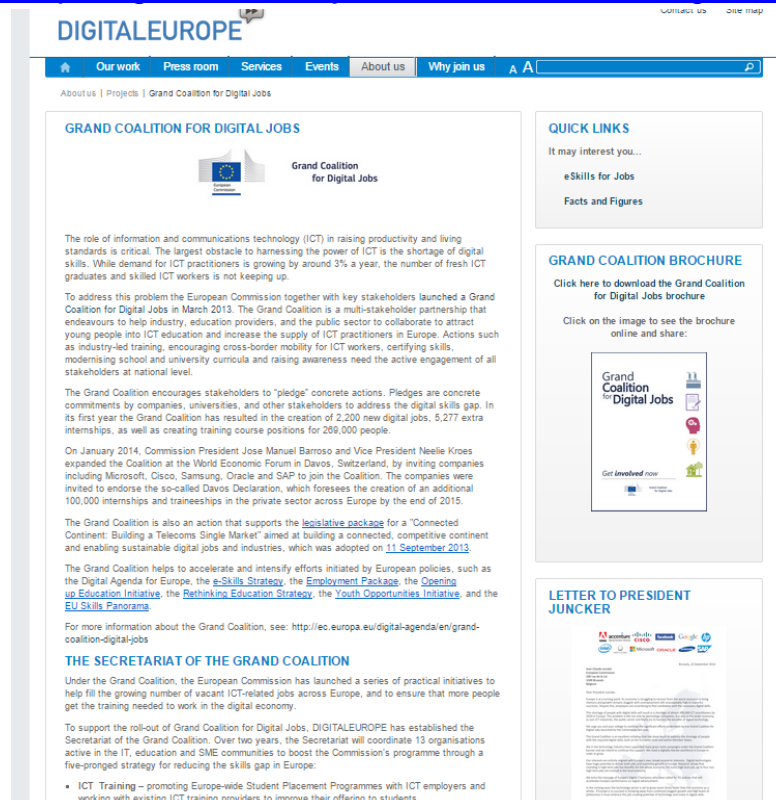 Contact us Site map
DIGITALEUROPE
Our work Press room Services Events About us Why join us A A
About us | Projects | Grand Coalition for Digital Jobs
GRAND COALITION FOR DIGITAL JOBS
European
Commission
Grand Coalition
for Digital Jobs
The role of information and communications technology (ICT) in raising productivity and living
standards is critical. The largest obstacle to harnessing the power of ICT is the shortage of digital
skills. While demand for ICT practitioners is growing by around 3% a year, the number of fresh ICT
graduates and skilled ICT workers is not keeping up.
To address this problem the European Commission together with key stakeholders launched a Grand
Coalition for Digital Jobs in March 2013. The Grand Coalition is a multi-stakeholder partnership that
endeavours to help industry, education providers, and the public sector to collaborate to attract
young people into ICT education and increase the supply of ICT practitioners in Europe. Actions such
as industry-led training, encouraging cross-border mobility for ICT workers, certifying skills,
modernising school and university curricula and raising awareness need the active engagement of all
stakeholders at national level.
The Grand Coalition encourages stakeholders to "pledge" concrete actions. Pledges are concrete
commitments by companies, universities, and other stakeholders to address the digital skills gap. In
its first year the Grand Coalition has resulted in the creation of 2,200 new digital jobs, 5,277 extra
internships, as well as creating training course positions for 269,000 people.
On January 2014, Commission President Jose Manuel Barroso and Vice President Neelie Kroes
expanded the Coalition at the World Economic Forum in Davos, Switzerland, by inviting companies
including Microsoft, Cisco, Samsung, Oracle and SAP to join the Coalition. The companies were
invited to endorse the so-called Davos Declaration, which foresees the creation of an additional
100,000 internships and traineeships in the private sector across Europe by the end of 2015.
The Grand Coalition is also an action that supports the legislative package for a "Connected
Continent: Building a Telecoms Single Market" aimed at building a connected, competitive continent
and enabling sustainable digital jobs and industries, which was adopted on 11 September 2013.
The Grand Coalition helps to accelerate and intensify efforts initiated by European policies, such as
the Digital Agenda for Europe, the e-Skills Strategy, the Employment Package, the Opening
up Education Initiative, the Rethinking Education Strategy, the Youth Opportunities Initiative, and the
EU Skills Panorama.
For more information about the Grand Coalition, see: http://ec.europa.eu/digital-agenda/en/grand-
coalition-digital-jobs
THE SECRETARIAT OF THE GRAND COALITION
Under the Grand Coalition, the European Commission has launched a series of practical initiatives to
help fill the growing number of vacant ICT-related jobs across Europe, and to ensure that more people
get the training needed to work in the digital economy.
To support the roll-out of Grand Coalition for Digital Jobs, DIGITALEUROPE has established the
Secretariat of the Grand Coalition. Over two years, the Secretariat will coordinate 13 organisations
active in the IT, education and SME communities to boost the Commission's programme through a
five-pronged strategy for reducing the skills gap in Europe:
ICT Training – promoting Europe-wide Student Placement Programmes with ICT employers and
working with existing ICT training providers to improve their offering to students
QUICK LINKS
It may interest you...
eSkills for Jobs
Facts and Figures
GRAND COALITION BROCHURE
Click here to download the Grand Coalition
for Digital Jobs brochure
Click on the image to see the brochure
online and share:
Grand
Coalition
for Digital Jobs
Get involved now
LETTER TO PRESIDENT
JUNCKER
accenture CISCO facebook Google hp
intel Microsoft ORACLE SAP